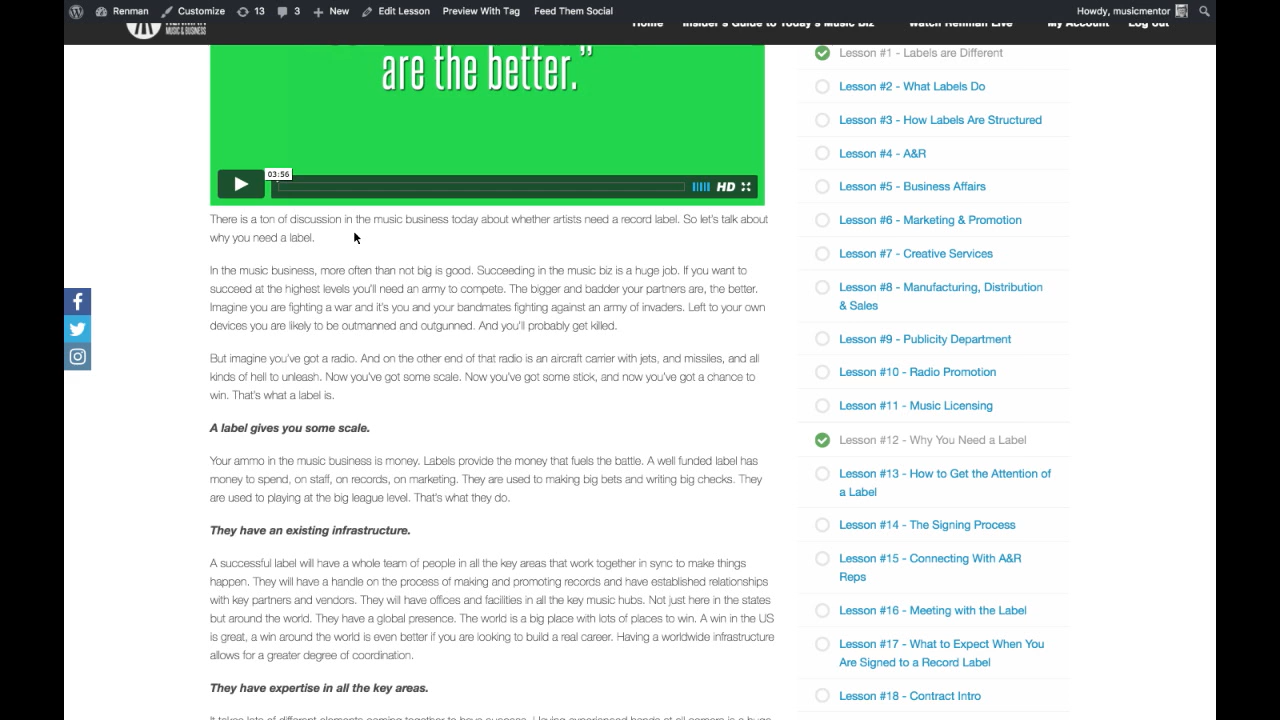 Renman Customize 13 3 + New Edit Lesson Preview With Tag Feed Them Social Howdy, musicmentor
RENMAN
MUSIC & BUSINESS
Home Insider's Guide to Today's Music Biz Watch Renman Live My Account Log out
are the better."
03:56
HD
There is a ton of discussion in the music business today about whether artists need a record label. So let's talk about
why you need a label.
In the music business, more often than not big is good. Succeeding in the music biz is a huge job. If you want to
succeed at the highest levels you'll need an army to compete. The bigger and badder your partners are, the better.
Imagine you are fighting a war and it's you and your bandmates fighting against an army of invaders. Left to your own
devices you are likely to be outmanned and outgunned. And you'll probably get killed.
But imagine you've got a radio. And on the other end of that radio is an aircraft carrier with jets, and missiles, and all
kinds of hell to unleash. Now you've got some scale. Now you've got some stick, and now you've got a chance to
win. That's what a label is.
A label gives you some scale.
Your ammo in the music business is money. Labels provide the money that fuels the battle. A well funded label has
money to spend, on staff, on records, on marketing. They are used to making big bets and writing big checks. They
are used to playing at the big league level. That's what they do.
They have an existing infrastructure.
A successful label will have a whole team of people in all the key areas that work together in sync to make things
happen. They will have a handle on the process of making and promoting records and have established relationships
with key partners and vendors. They will have offices and facilities in all the key music hubs. Not just here in the states
but around the world. They have a global presence. The world is a big place with lots of places to win. A win in the US
is great, a win around the world is even better if you are looking to build a real career. Having a worldwide infrastructure
allows for a greater degree of coordination.
They have expertise in all the key areas.
It takes lots of different elements coming together to have success. Having experienced hands at all corners is a huge
Lesson #1 - Labels are Different
Lesson #2 - What Labels Do
Lesson #3 - How Labels Are Structured
Lesson #4 - A&R
Lesson #5 - Business Affairs
Lesson #6 - Marketing & Promotion
Lesson #7 - Creative Services
Lesson #8 - Manufacturing, Distribution
& Sales
Lesson #9 - Publicity Department
Lesson #10 - Radio Promotion
Lesson #11 - Music Licensing
Lesson #12 - Why You Need a Label
Lesson #13 - How to Get the Attention of
a Label
Lesson #14 - The Signing Process
Lesson #15 - Connecting With A&R
Reps
Lesson #16 - Meeting with the Label
Lesson #17 - What to Expect When You
Are Signed to a Record Label
Lesson #18 - Contract Intro